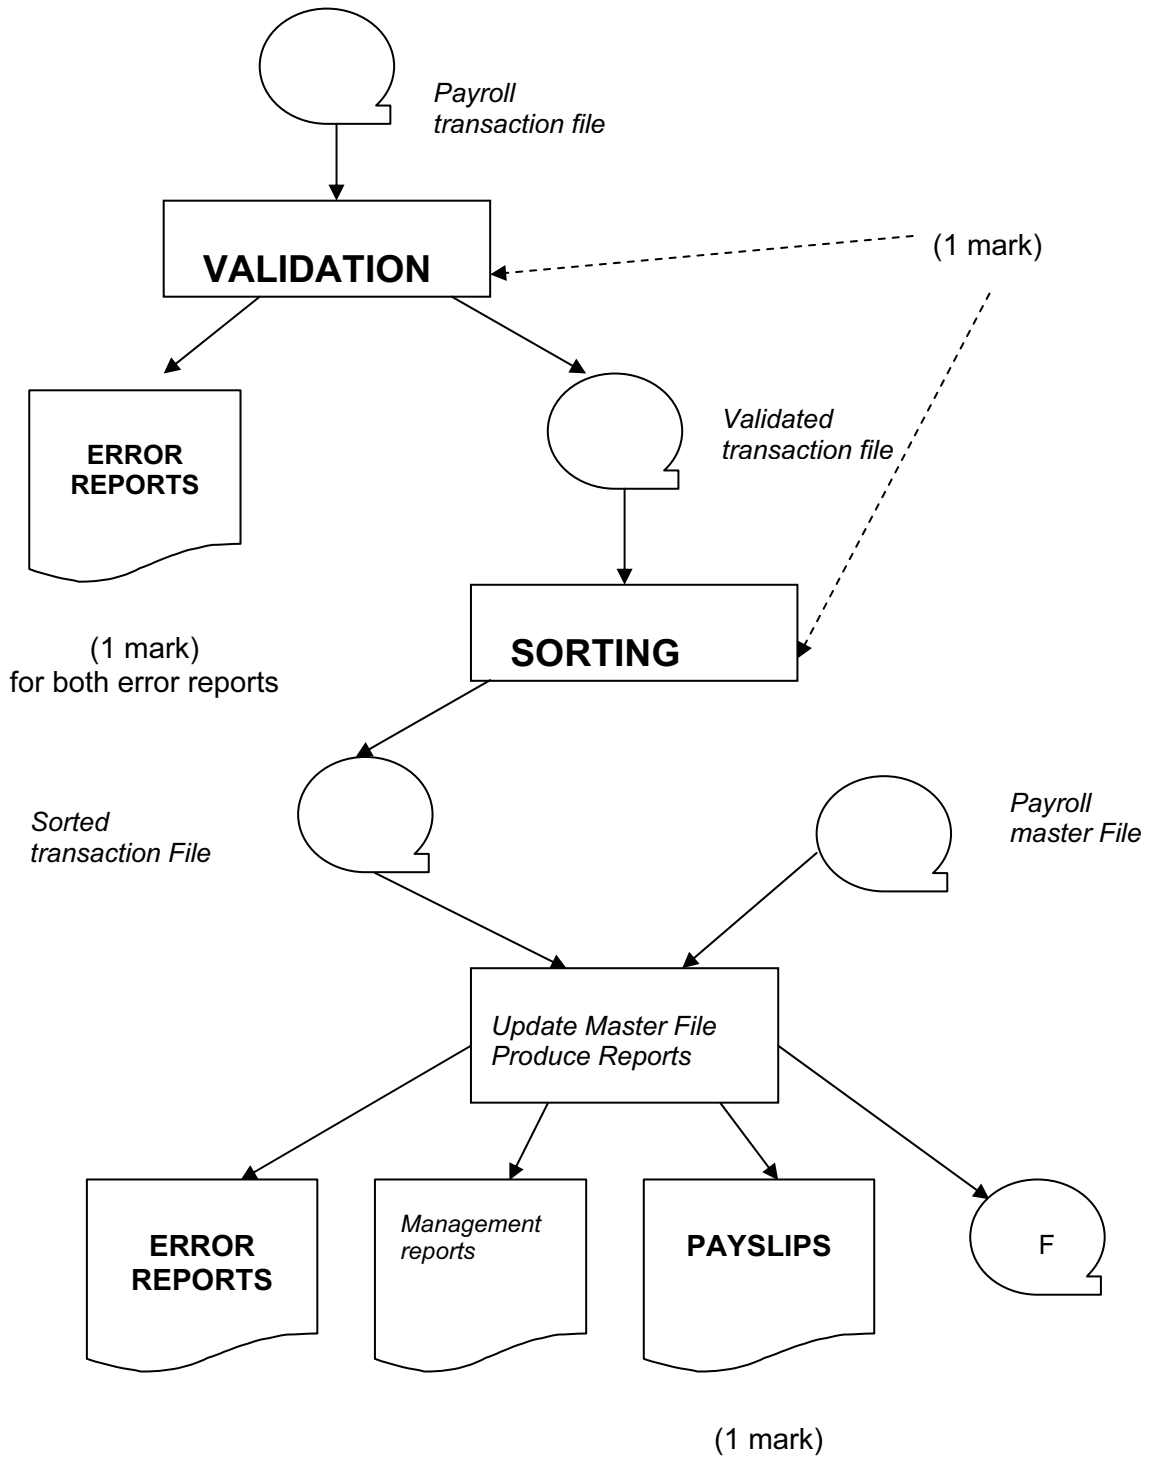 Payroll
transaction file
VALIDATION
(1 mark)
ERROR
REPORTS
Validated
transaction file
(1 mark)
for both error reports
SORTING
Sorted
transaction File
Payroll
master File
Update Master File
Produce Reports
ERROR
REPORTS
Management
reports
PAYSLIPS
F
(1 mark)